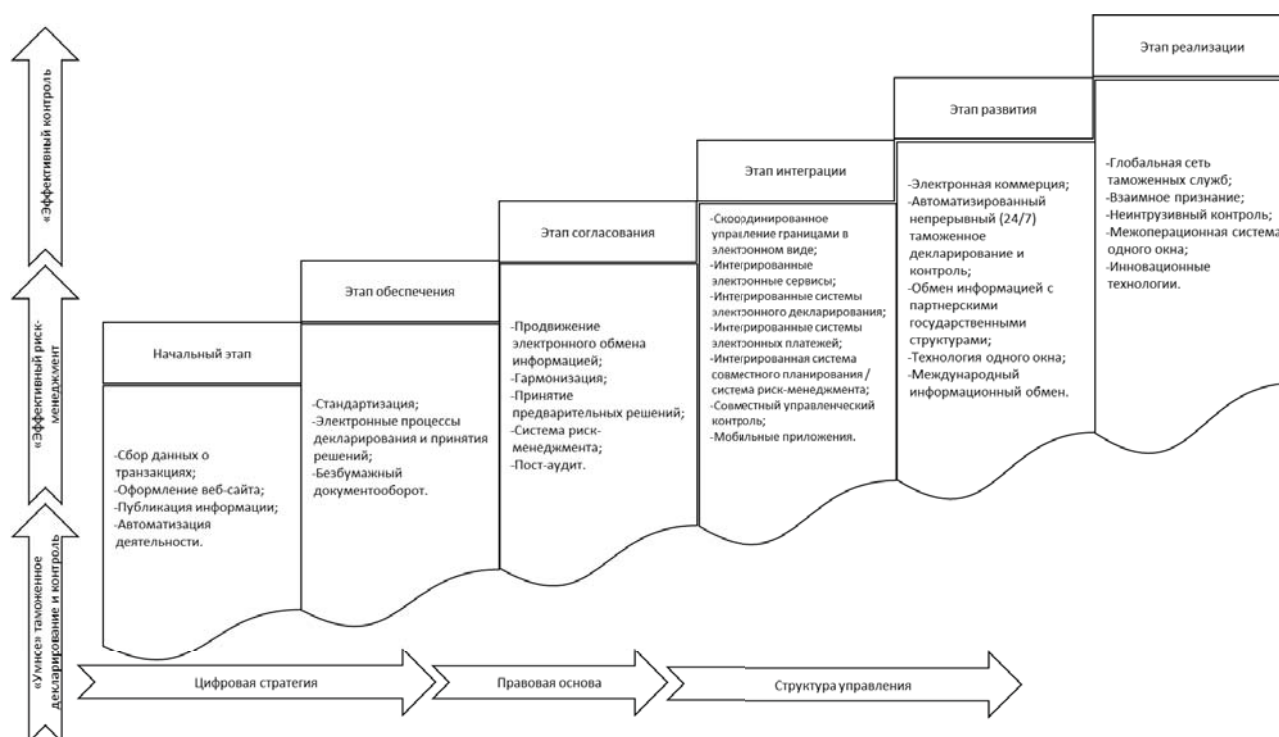 Этап реализации
-Глобальная сеть
таможенных служб;
-Взаимное признание;
-Неинтрузивный контроль;
-Межоперационная система
одного окна;
-Инновационные
технологии.
Этап развития
-Электронная коммерция;
-Автоматизированный
непрерывный (24/7)
таможенное
декларирование и
контроль;
-Обмен информацией с
партнерскими
государственными
структурами;
-Технология одного окна;
-Международный
информационный обмен.
Этап интеграции
-Скоординированное
управление границами в
электронном виде;
-Интегрированные
электронные сервисы;
-Интегрированные системы
электронного декларирования;
-Интегрированные системы
электронных платежей;
-Интегрированная система
совместного планирования /
система риск-менеджмента;
-Совместный управленческий
контроль;
-Мобильные приложения.
Этап согласования
-Продвижение
электронного обмена
информацией;
-Гармонизация;
-Принятие
предварительных решений;
-Система риск-
менеджмента;
-Пост-аудит.
Этап обеспечения
-Стандартизация;
-Электронные процессы
декларирования и принятия
решений;
-Безбумажный
документооборот.
Начальный этап
-Сбор данных о
транзакциях;
-Оформление веб-сайта;
-Публикация информации;
-Автоматизация
деятельности.
«Эффективный контроль
«Эффективный риск-
менеджмент
таможенное
декларирование и контроль
Цифровая стратегия
Правовая основа
Структура управления